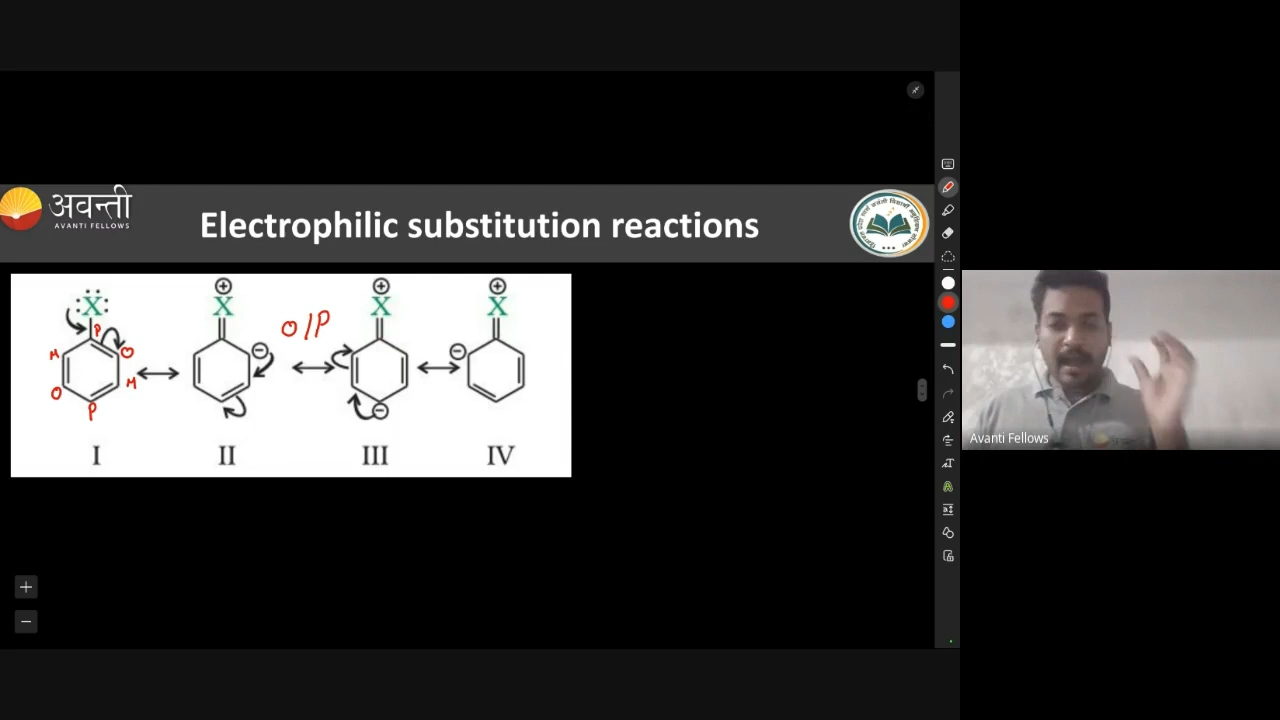 अवन्ती
AVANTI FELLOWS
Electrophilic substitution reactions
X X X X
⊕ ⊕ ⊕
O/P
P
M O
⊖ ⊖
O M
P
⊖
I II III IV
Avanti Fellows